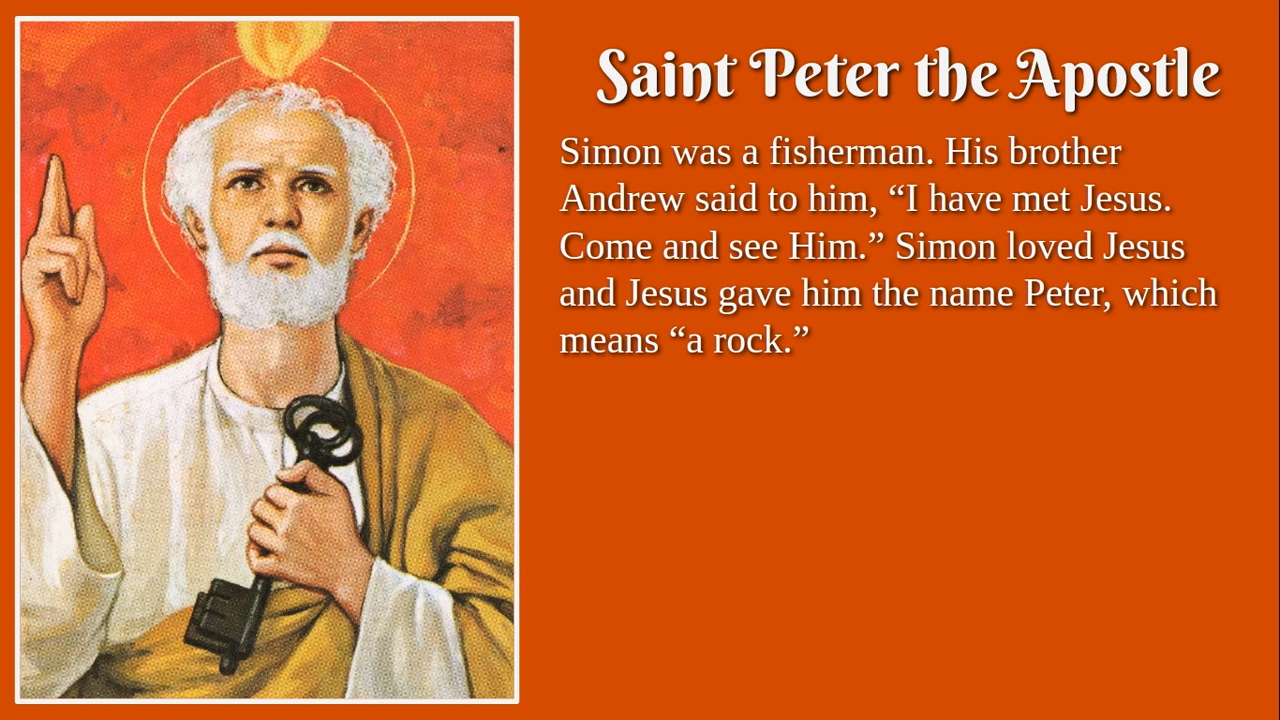 Saint Peter the Apostle
Simon was a fisherman. His brother
Andrew said to him, “I have met Jesus.
Come and see Him.” Simon loved Jesus
and Jesus gave him the name Peter, which
means “a rock.”